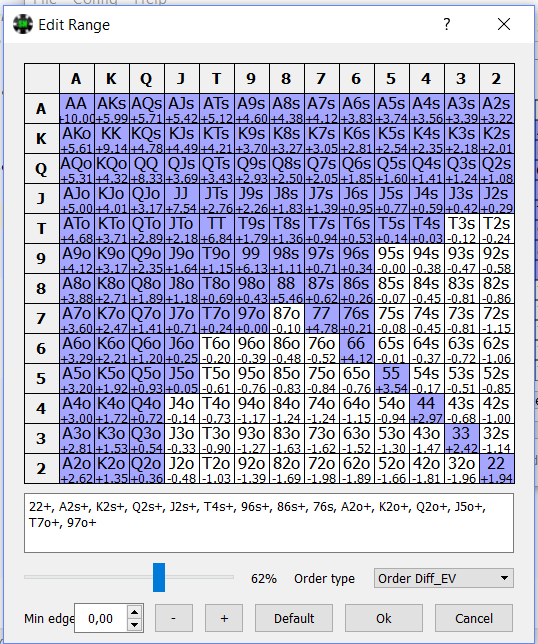 File Config Help
Edit Range
? ×
A K Q J T 9 8 7 6 5 4 3 2
A AA AKs AQs AJs ATs A9s A8s A7s A6s A5s A4s A3s A2s
+10.00 +5.99 +5.71 +5.42 +5.12 +4.60 +4.38 +4.12 +3.83 +3.74 +3.56 +3.39 +3.22
K AKo KK KQs KJs KTs K9s K8s K7s K6s K5s K4s K3s K2s
+5.61 +9.14 +4.78 +4.49 +4.21 +3.70 +3.27 +3.05 +2.81 +2.54 +2.35 +2.18 +2.01
Q AQo KQo QQ QJs QTs Q9s Q8s Q7s Q6s Q5s Q4s Q3s Q2s
+5.31 +4.32 +8.33 +3.69 +3.43 +2.93 +2.50 +2.05 +1.85 +1.60 +1.41 +1.24 +1.08
J AJo KJo QJo JJ JTs J9s J8s J7s J6s J5s J4s J3s J2s
+5.00 +4.01 +3.17 +7.54 +2.76 +2.26 +1.83 +1.39 +0.95 +0.77 +0.59 +0.42 +0.29
T ATo KTo QTo JTo TT T9s T8s T7s T6s T5s T4s T3s T2s
+4.68 +3.71 +2.89 +2.18 +6.84 +1.79 +1.36 +0.94 +0.53 +0.14 +0.03 -0.12 -0.24
9 A9o K9o Q9o J9o T9o 99 98s 97s 96s 95s 94s 93s 92s
+4.12 +3.17 +2.35 +1.64 +1.15 +6.13 +1.11 +0.71 +0.34 -0.00 -0.38 -0.47 -0.58
8 A8o K8o Q8o J8o T8o 98o 88 87s 86s 85s 84s 83s 82s
+3.88 +2.71 +1.89 +1.18 +0.69 +0.43 +5.46 +0.62 +0.26 -0.07 -0.45 -0.81 -0.86
7 A7o K7o Q7o J7o T7o 97o 87o 77 76s 75s 74s 73s 72s
+3.60 +2.47 +1.41 +0.71 +0.24 +0.00 -0.10 +4.78 +0.21 -0.08 -0.45 -0.81 -1.15
6 A6o K6o Q6o J6o T6o 96o 86o 76o 66 65s 64s 63s 62s
+3.29 +2.21 +1.20 +0.25 -0.20 -0.39 -0.48 -0.52 +4.12 -0.01 -0.37 -0.72 -1.06
5 A5o K5o Q5o J5o T5o 95o 85o 75o 65o 55 54s 53s 52s
+3.20 +1.92 +0.93 +0.05 -0.61 -0.76 -0.83 -0.84 -0.76 +3.54 -0.17 -0.51 -0.85
4 A4o K4o Q4o J4o T4o 94o 84o 74o 64o 54o 44 43s 42s
+3.00 +1.72 +0.72 -0.14 -0.73 -1.17 -1.24 -1.24 -1.15 -0.94 +2.97 -0.68 -1.00
3 A3o K3o Q3o J3o T3o 93o 83o 73o 63o 53o 43o 33 32s
+2.81 +1.53 +0.54 -0.33 -0.90 -1.27 -1.63 -1.62 -1.52 -1.30 -1.47 +2.42 -1.14
2 A2o K2o Q2o J2o T2o 92o 82o 72o 62o 52o 42o 32o 22
+2.62 +1.35 +0.36 -0.48 -1.03 -1.39 -1.69 -1.98 -1.89 -1.66 -1.81 -1.96 +1.94
22+, A2s+, K2s+, Q2s+, J2s+, T4s+, 96s+, 86s+, 76s, A2o+, K2o+, Q2o+, J5o+,
T7o+, 97o+
62% Order type Order Diff_EV
Min edge 0,00 - + Default Ok Cancel